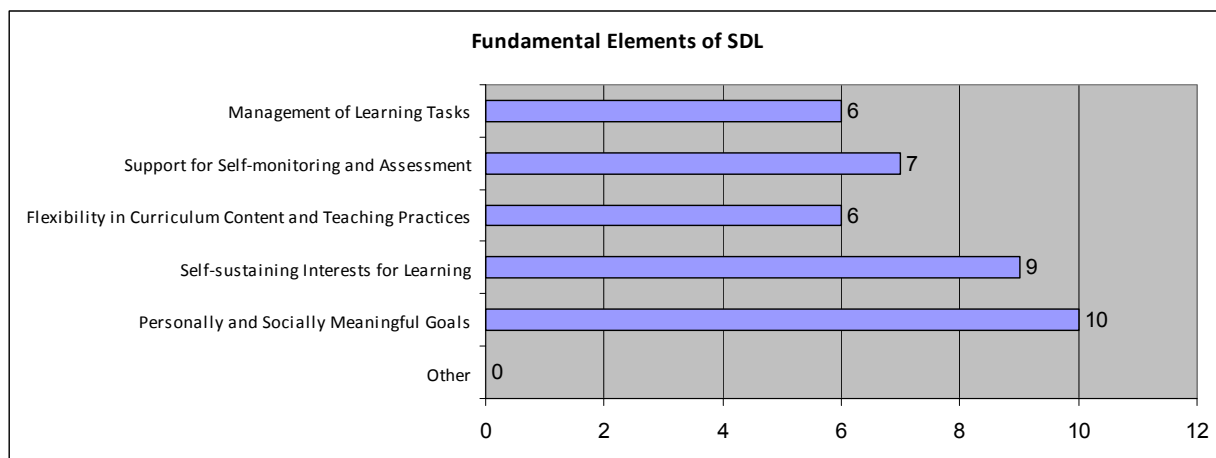 Fundamental Elements of SDL
Management of Learning Tasks 6
Support for Self-monitoring and Assessment 7
Flexibility in Curriculum Content and Teaching Practices 6
Self-sustaining Interests for Learning 9
Personally and Socially Meaningful Goals 10
Other 0
0 2 4 6 8 10 12